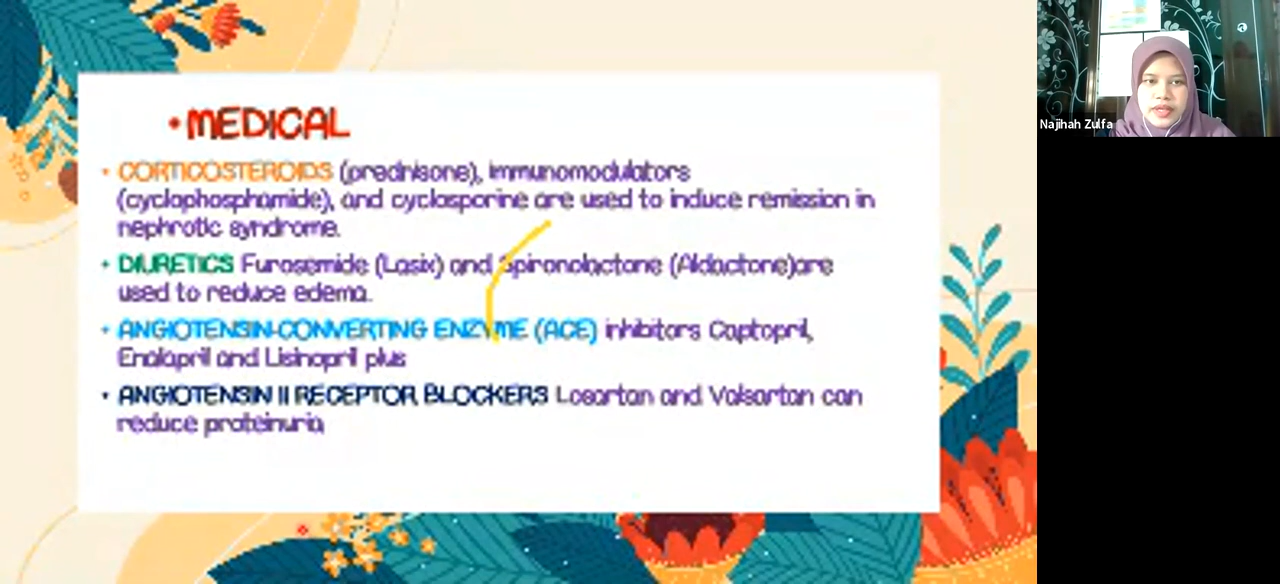 • MEDICAL
• CORTICOSTEROIDS (prednisone), immunomodulators
(cyclophosphamide), and cyclosporine are used to induce remission in
nephrotic syndrome.
• DIURETICS Furosemide (Lasix) and Spironolactone (Aldactone)are
used to reduce edema.
• ANGIOTENSIN-CONVERTING ENZYME (ACE) inhibitors Captopril,
Enalapril and Lisinopril plus
• ANGIOTENSIN II RECEPTOR BLOCKERS Losartan and Valsartan can
reduce proteinuria
Najihah Zulfa